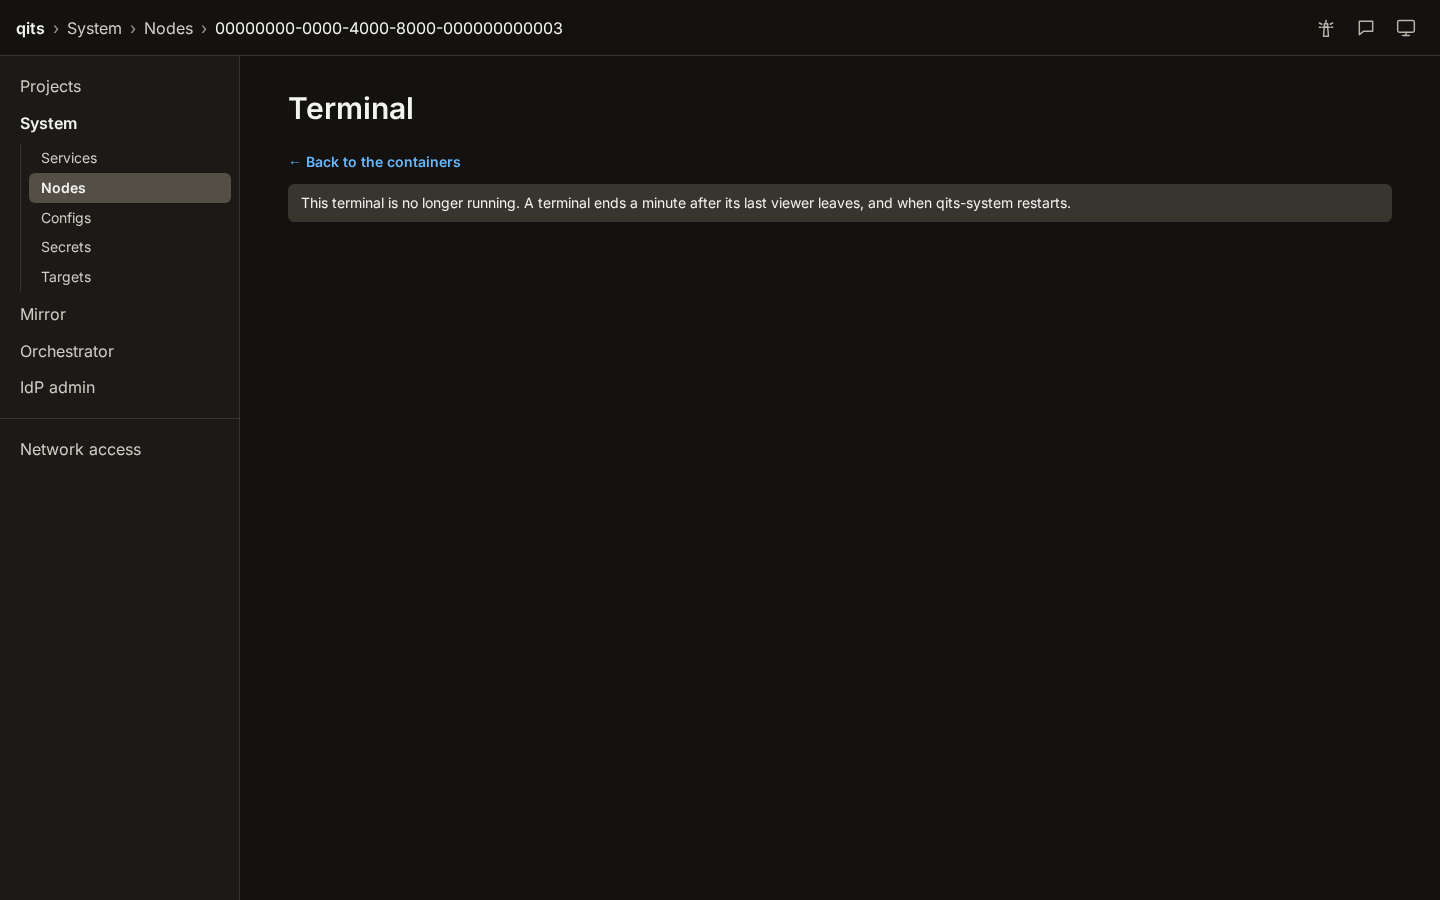 qits › System › Nodes › 00000000-0000-4000-8000-000000000003
Projects
System
Services
Nodes
Configs
Secrets
Targets
Mirror
Orchestrator
IdP admin
Network access
Terminal
← Back to the containers
This terminal is no longer running. A terminal ends a minute after its last viewer leaves, and when qits-system restarts.